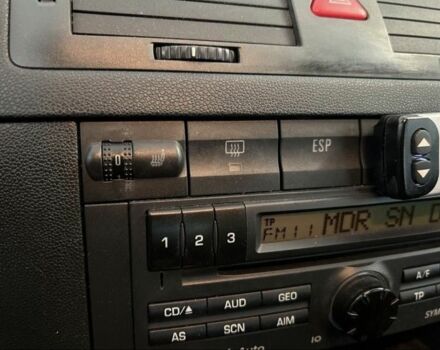 0
ESP
1 2 3
TP
FM11 MDR SN
A/F
CD/ AUD GEO
TP
AS SCN AIM